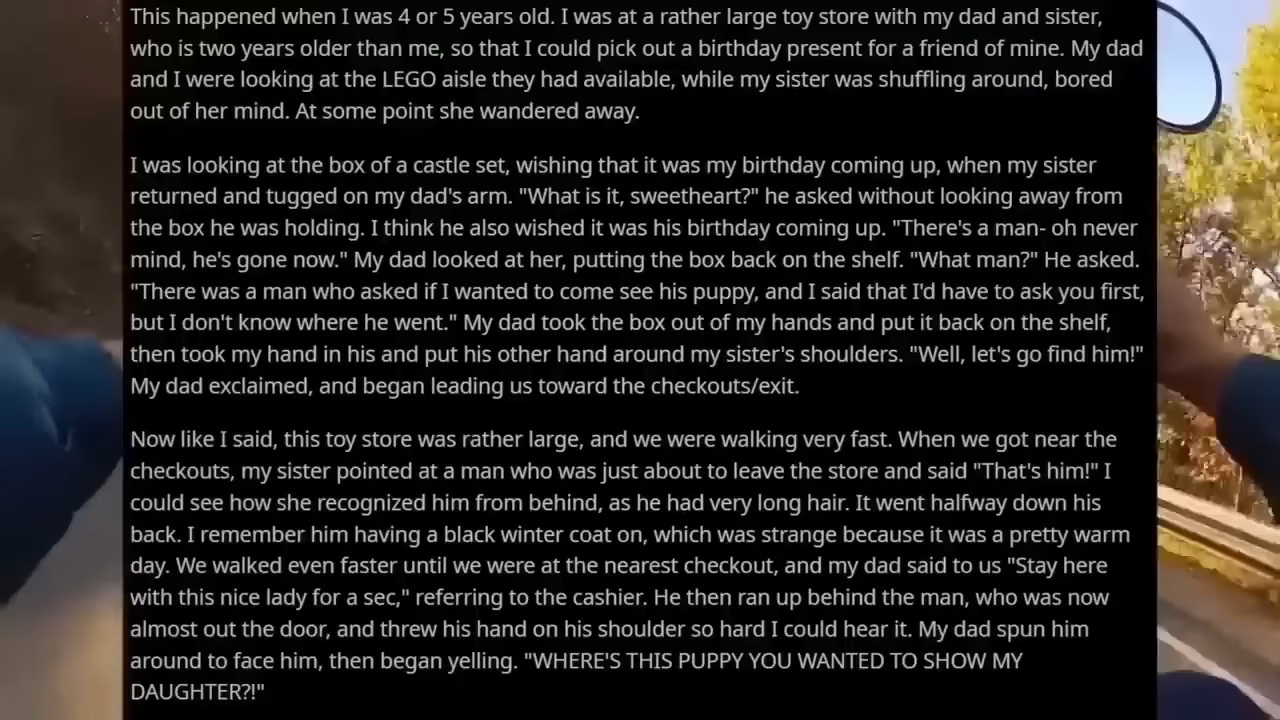 This happened when I was 4 or 5 years old. I was at a rather large toy store with my dad and sister,
who is two years older than me, so that I could pick out a birthday present for a friend of mine. My dad
and I were looking at the LEGO aisle they had available, while my sister was shuffling around, bored
out of her mind. At some point she wandered away.
I was looking at the box of a castle set, wishing that it was my birthday coming up, when my sister
returned and tugged on my dad's arm. "What is it, sweetheart?" he asked without looking away from
the box he was holding. I think he also wished it was his birthday coming up. "There's a man- oh never
mind, he's gone now." My dad looked at her, putting the box back on the shelf. "What man?" He asked.
"There was a man who asked if I wanted to come see his puppy, and I said that I'd have to ask you first,
but I don't know where he went." My dad took the box out of my hands and put it back on the shelf,
then took my hand in his and put his other hand around my sister's shoulders. "Well, let's go find him!"
My dad exclaimed, and began leading us toward the checkouts/exit.
Now like I said, this toy store was rather large, and we were walking very fast. When we got near the
checkouts, my sister pointed at a man who was just about to leave the store and said "That's him!" I
could see how she recognized him from behind, as he had very long hair. It went halfway down his
back. I remember him having a black winter coat on, which was strange because it was a pretty warm
day. We walked even faster until we were at the nearest checkout, and my dad said to us "Stay here
with this nice lady for a sec," referring to the cashier. He then ran up behind the man, who was now
almost out the door, and threw his hand on his shoulder so hard I could hear it. My dad spun him
around to face him, then began yelling. "WHERE'S THIS PUPPY YOU WANTED TO SHOW MY
DAUGHTER?!"